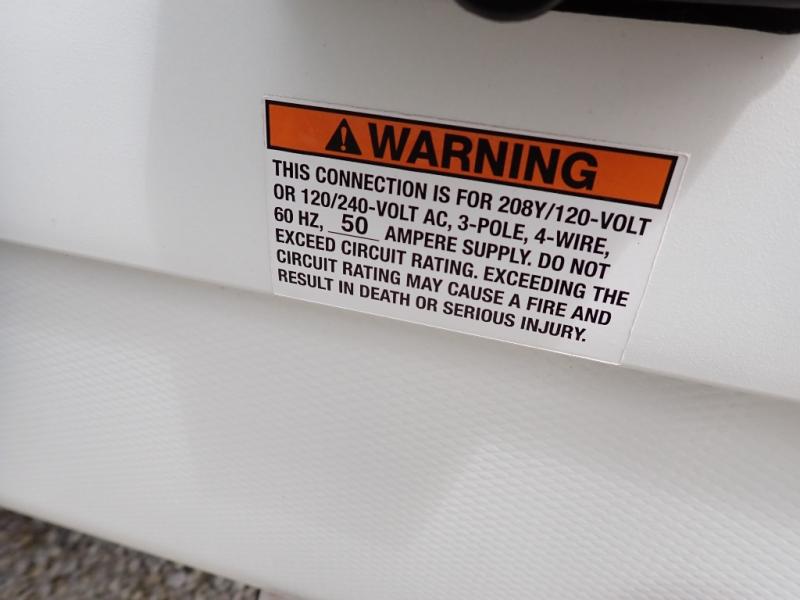 WARNING
THIS CONNECTION IS FOR 208Y/120-VOLT
OR 120/240-VOLT AC, 3-POLE, 4-WIRE,
60 HZ, 50 AMPERE SUPPLY. DO NOT
EXCEED CIRCUIT RATING. EXCEEDING THE
CIRCUIT RATING MAY CAUSE A FIRE AND
RESULT IN DEATH OR SERIOUS INJURY.